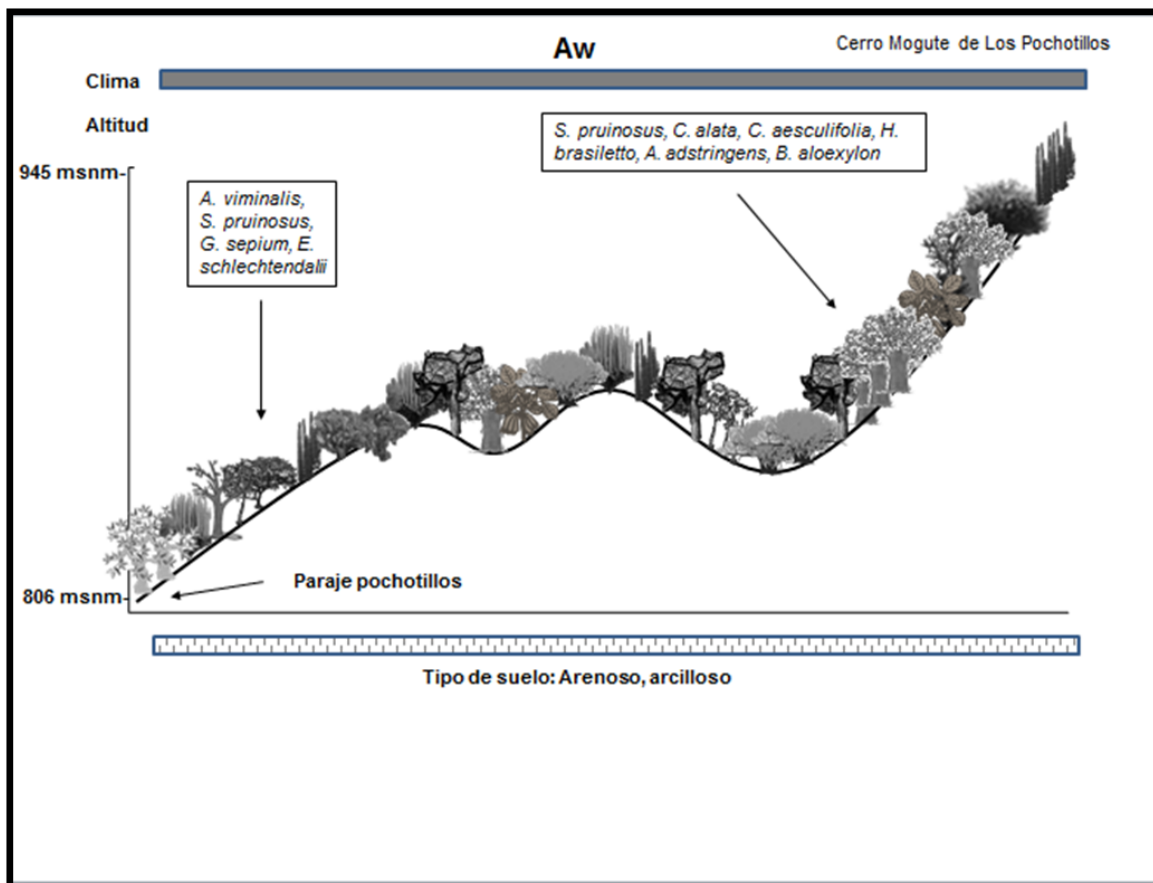 Aw
Cerro Mogute de Los Pochotillos
Clima
Altitud
S. pruinosus, C. alata, C. aesculifolia, H.
brasiletto, A. adstringens, B. aloexylon
945 msnm
A. viminalis,
S. pruinosus,
G. sepium, E.
schlechtendalii
Paraje pochotillos
806 msnm
Tipo de suelo: Arenoso, arcilloso